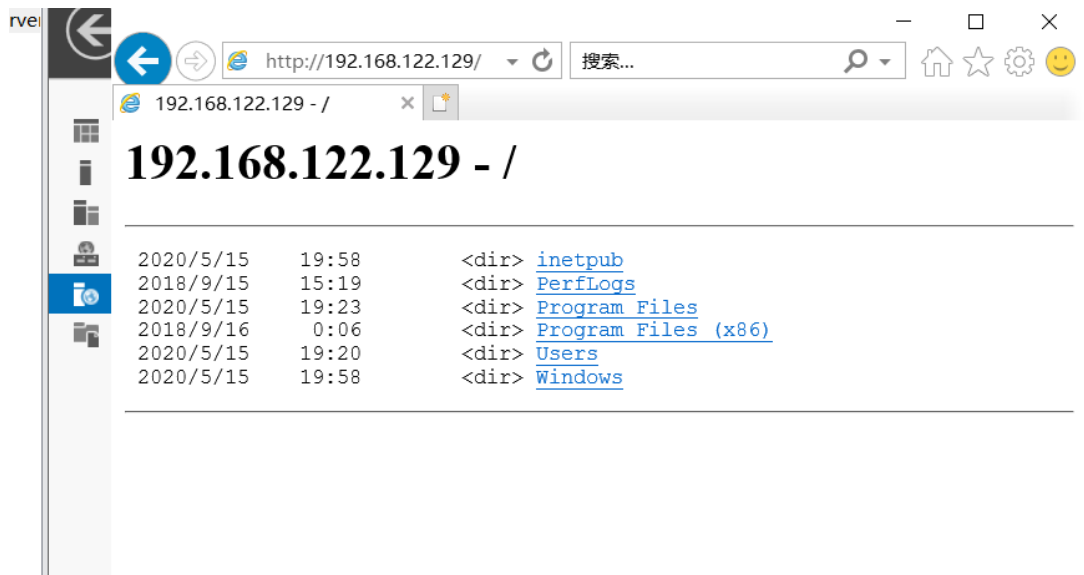 rver
http://192.168.122.129/ 搜索...
192.168.122.129 - /
192.168.122.129 - /
2020/5/15 19:58 <dir> inetpub
2018/9/15 15:19 <dir> PerfLogs
2020/5/15 19:23 <dir> Program Files
2018/9/16 0:06 <dir> Program Files (x86)
2020/5/15 19:20 <dir> Users
2020/5/15 19:58 <dir> Windows